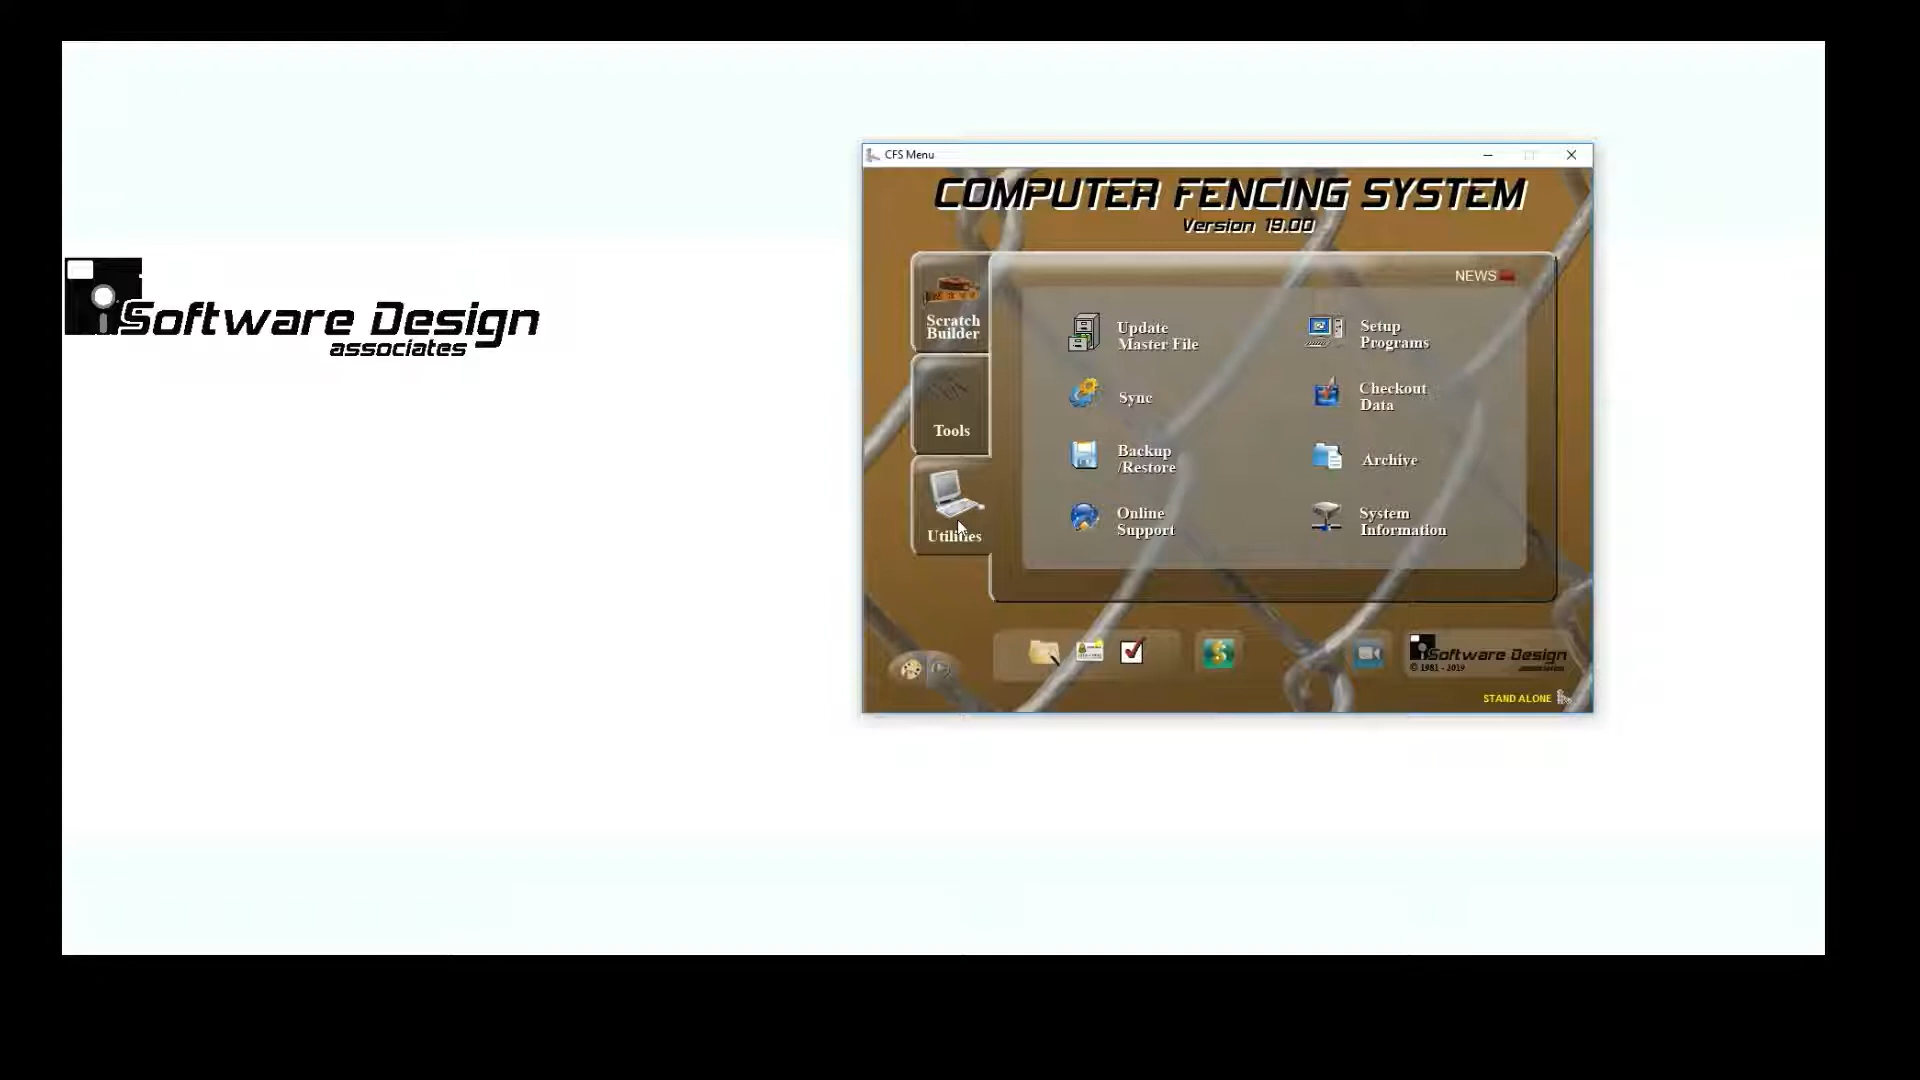 CFS Menu
COMPUTER FENCING SYSTEM
Version 19.00
NEWS
Scratch
Builder
Tools
Utilities
Update
Master File
Setup
Programs
Sync
Checkout
Data
Backup
/Restore
Archive
Online
Support
System
Information
Software Design
associates
Software Design
© 1981 - 2019
associates
STAND ALONE